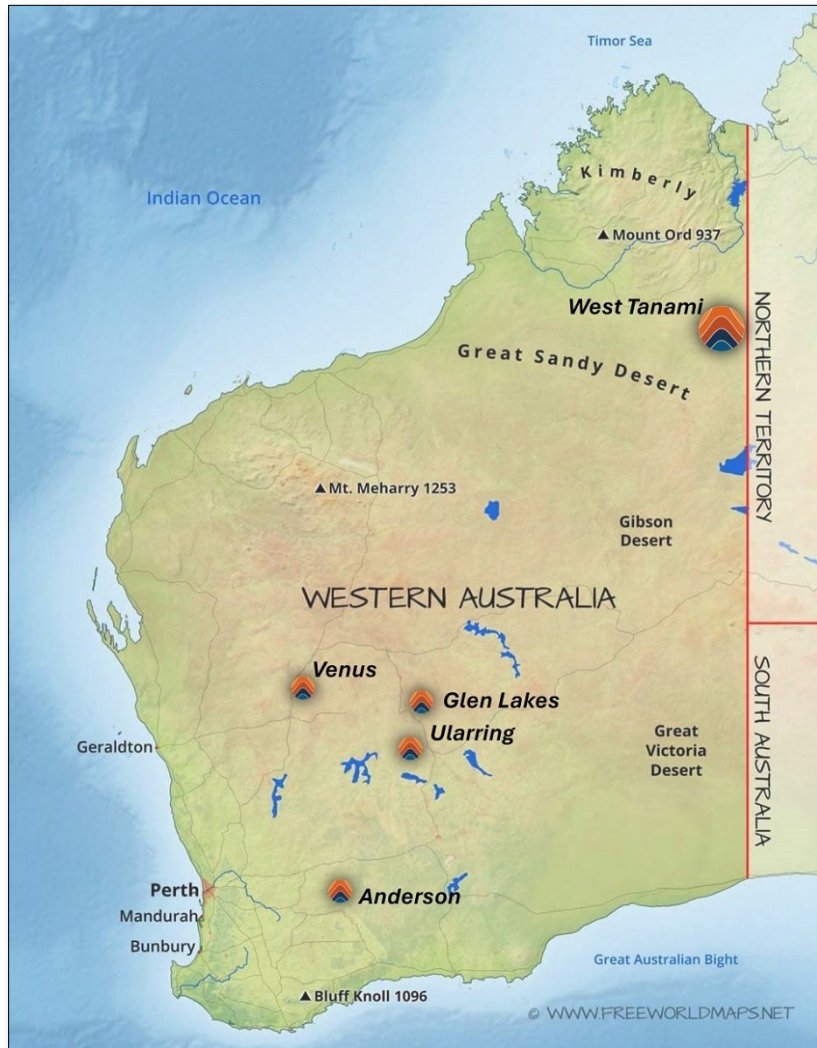 Timor Sea
Indian Ocean
Kimberly
Mount Ord 937
West Tanami
Great Sandy Desert
NORTHERN TERRITORY
Mt. Meharry 1253
Gibson
Desert
WESTERN AUSTRALIA
Venus
Glen Lakes
Ularring
SOUTH AUSTRALIA
Geraldton
Great
Victoria
Desert
Perth
Anderson
Mandurah
Bunbury
Great Australian Bight
Bluff Knoll 1096
© WWW.FREEWORLDMAPS.NET